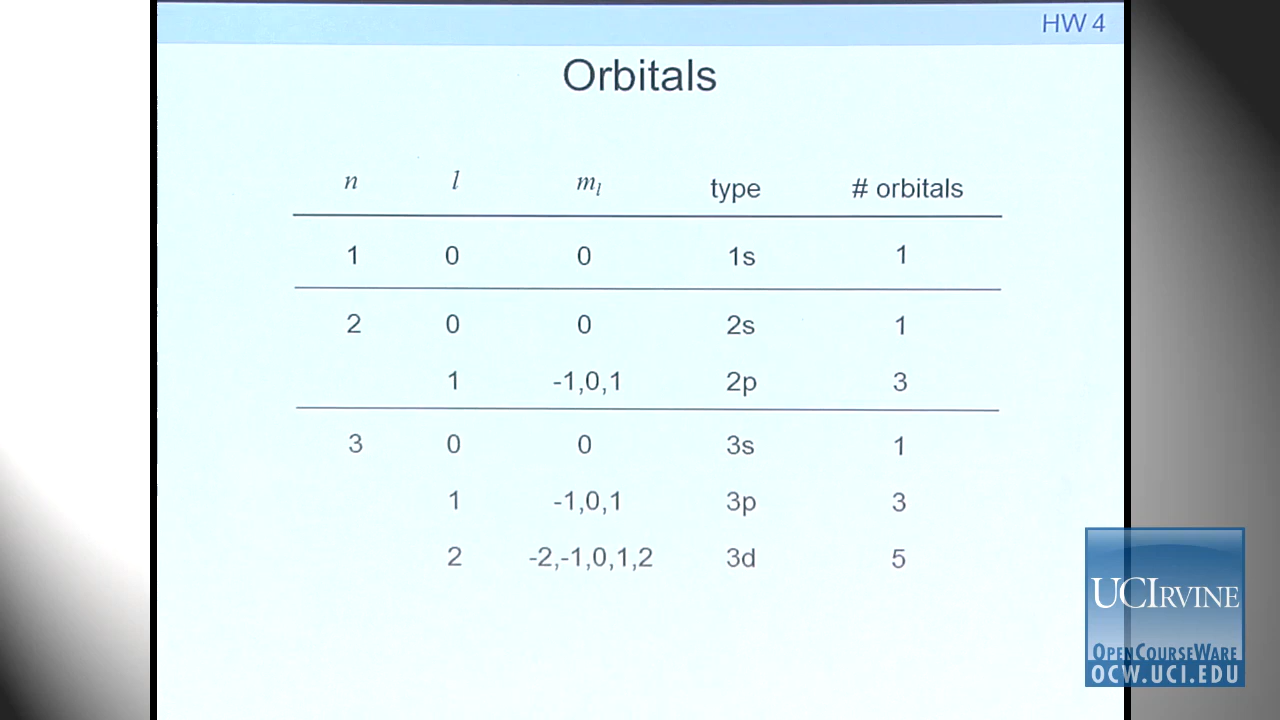 HW 4
Orbitals
n l mₗ type # orbitals
1 0 0 1s 1
2 0 0 2s 1
1 -1,0,1 2p 3
3 0 0 3s 1
1 -1,0,1 3p 3
2 -2,-1,0,1,2 3d 5
UCIRVINE
OPENCOURSEWARE
OCW.UCI.EDU